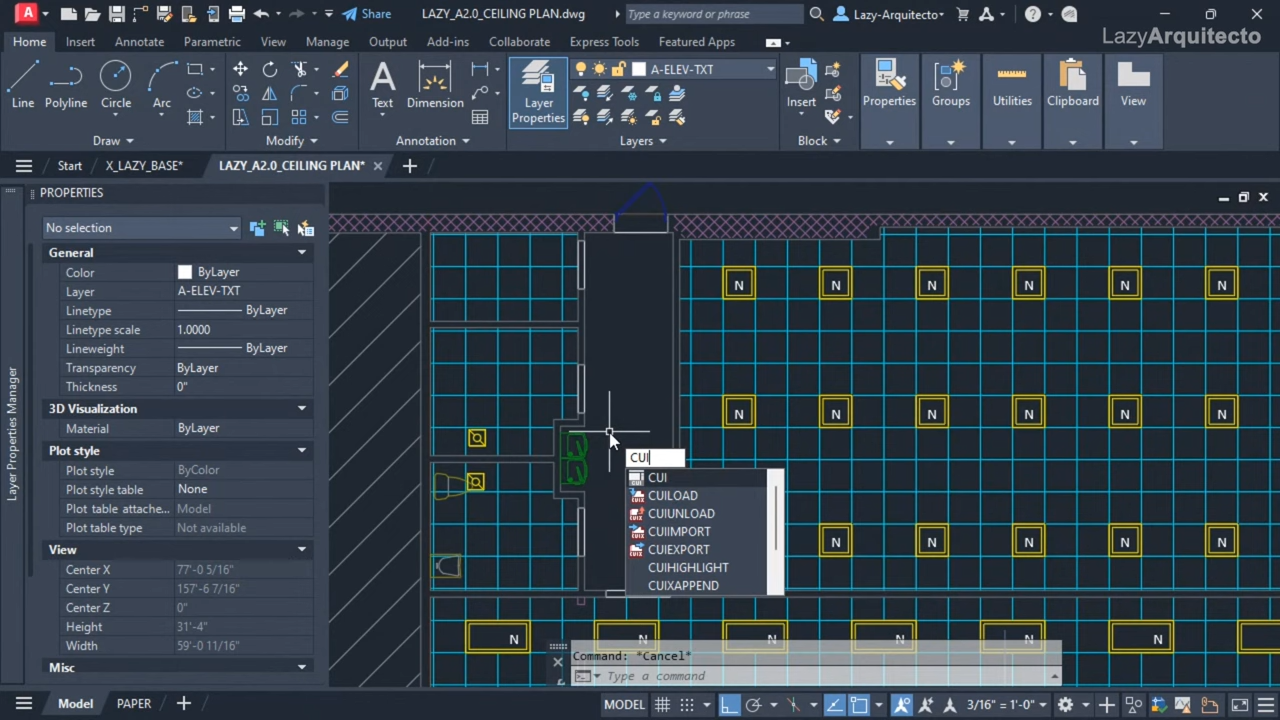 A Share LAZY_A2.0_CEILING PLAN.dwg Type a keyword or phrase Lazy-Arquitecto
Home Insert Annotate Parametric View Manage Output Add-ins Collaborate Express Tools Featured Apps LazyArquitecto
A-ELEV-TXT
Line Polyline Circle Arc Text Dimension Layer Properties Insert Properties Groups Utilities Clipboard View
Draw Modify Annotation Layers Block
Start X_LAZY_BASE* LAZY_A2.0_CEILING PLAN*
Layer Properties Manager
PROPERTIES
No selection
General
Color ByLayer
Layer A-ELEV-TXT
Linetype ByLayer
Linetype scale 1.0000
Lineweight ByLayer
Transparency ByLayer
Thickness 0"
3D Visualization
Material ByLayer
Plot style
Plot style ByColor
Plot style table None
Plot table attache... Model
Plot table type Not available
View
Center X 77'-0 5/16"
Center Y 157'-6 7/16"
Center Z 0"
Height 31'-4"
Width 59'-0 11/16"
Misc
N N N N N N
N N N N N N
CUI
CUI
CUILOAD
CUIUNLOAD
CUIIMPORT
CUIEXPORT
CUIHIGHLIGHT
CUIXAPPEND
N N N N
N N N N N N
Command: *Cancel*
Type a command
Model PAPER MODEL 3/16" = 1'-0"